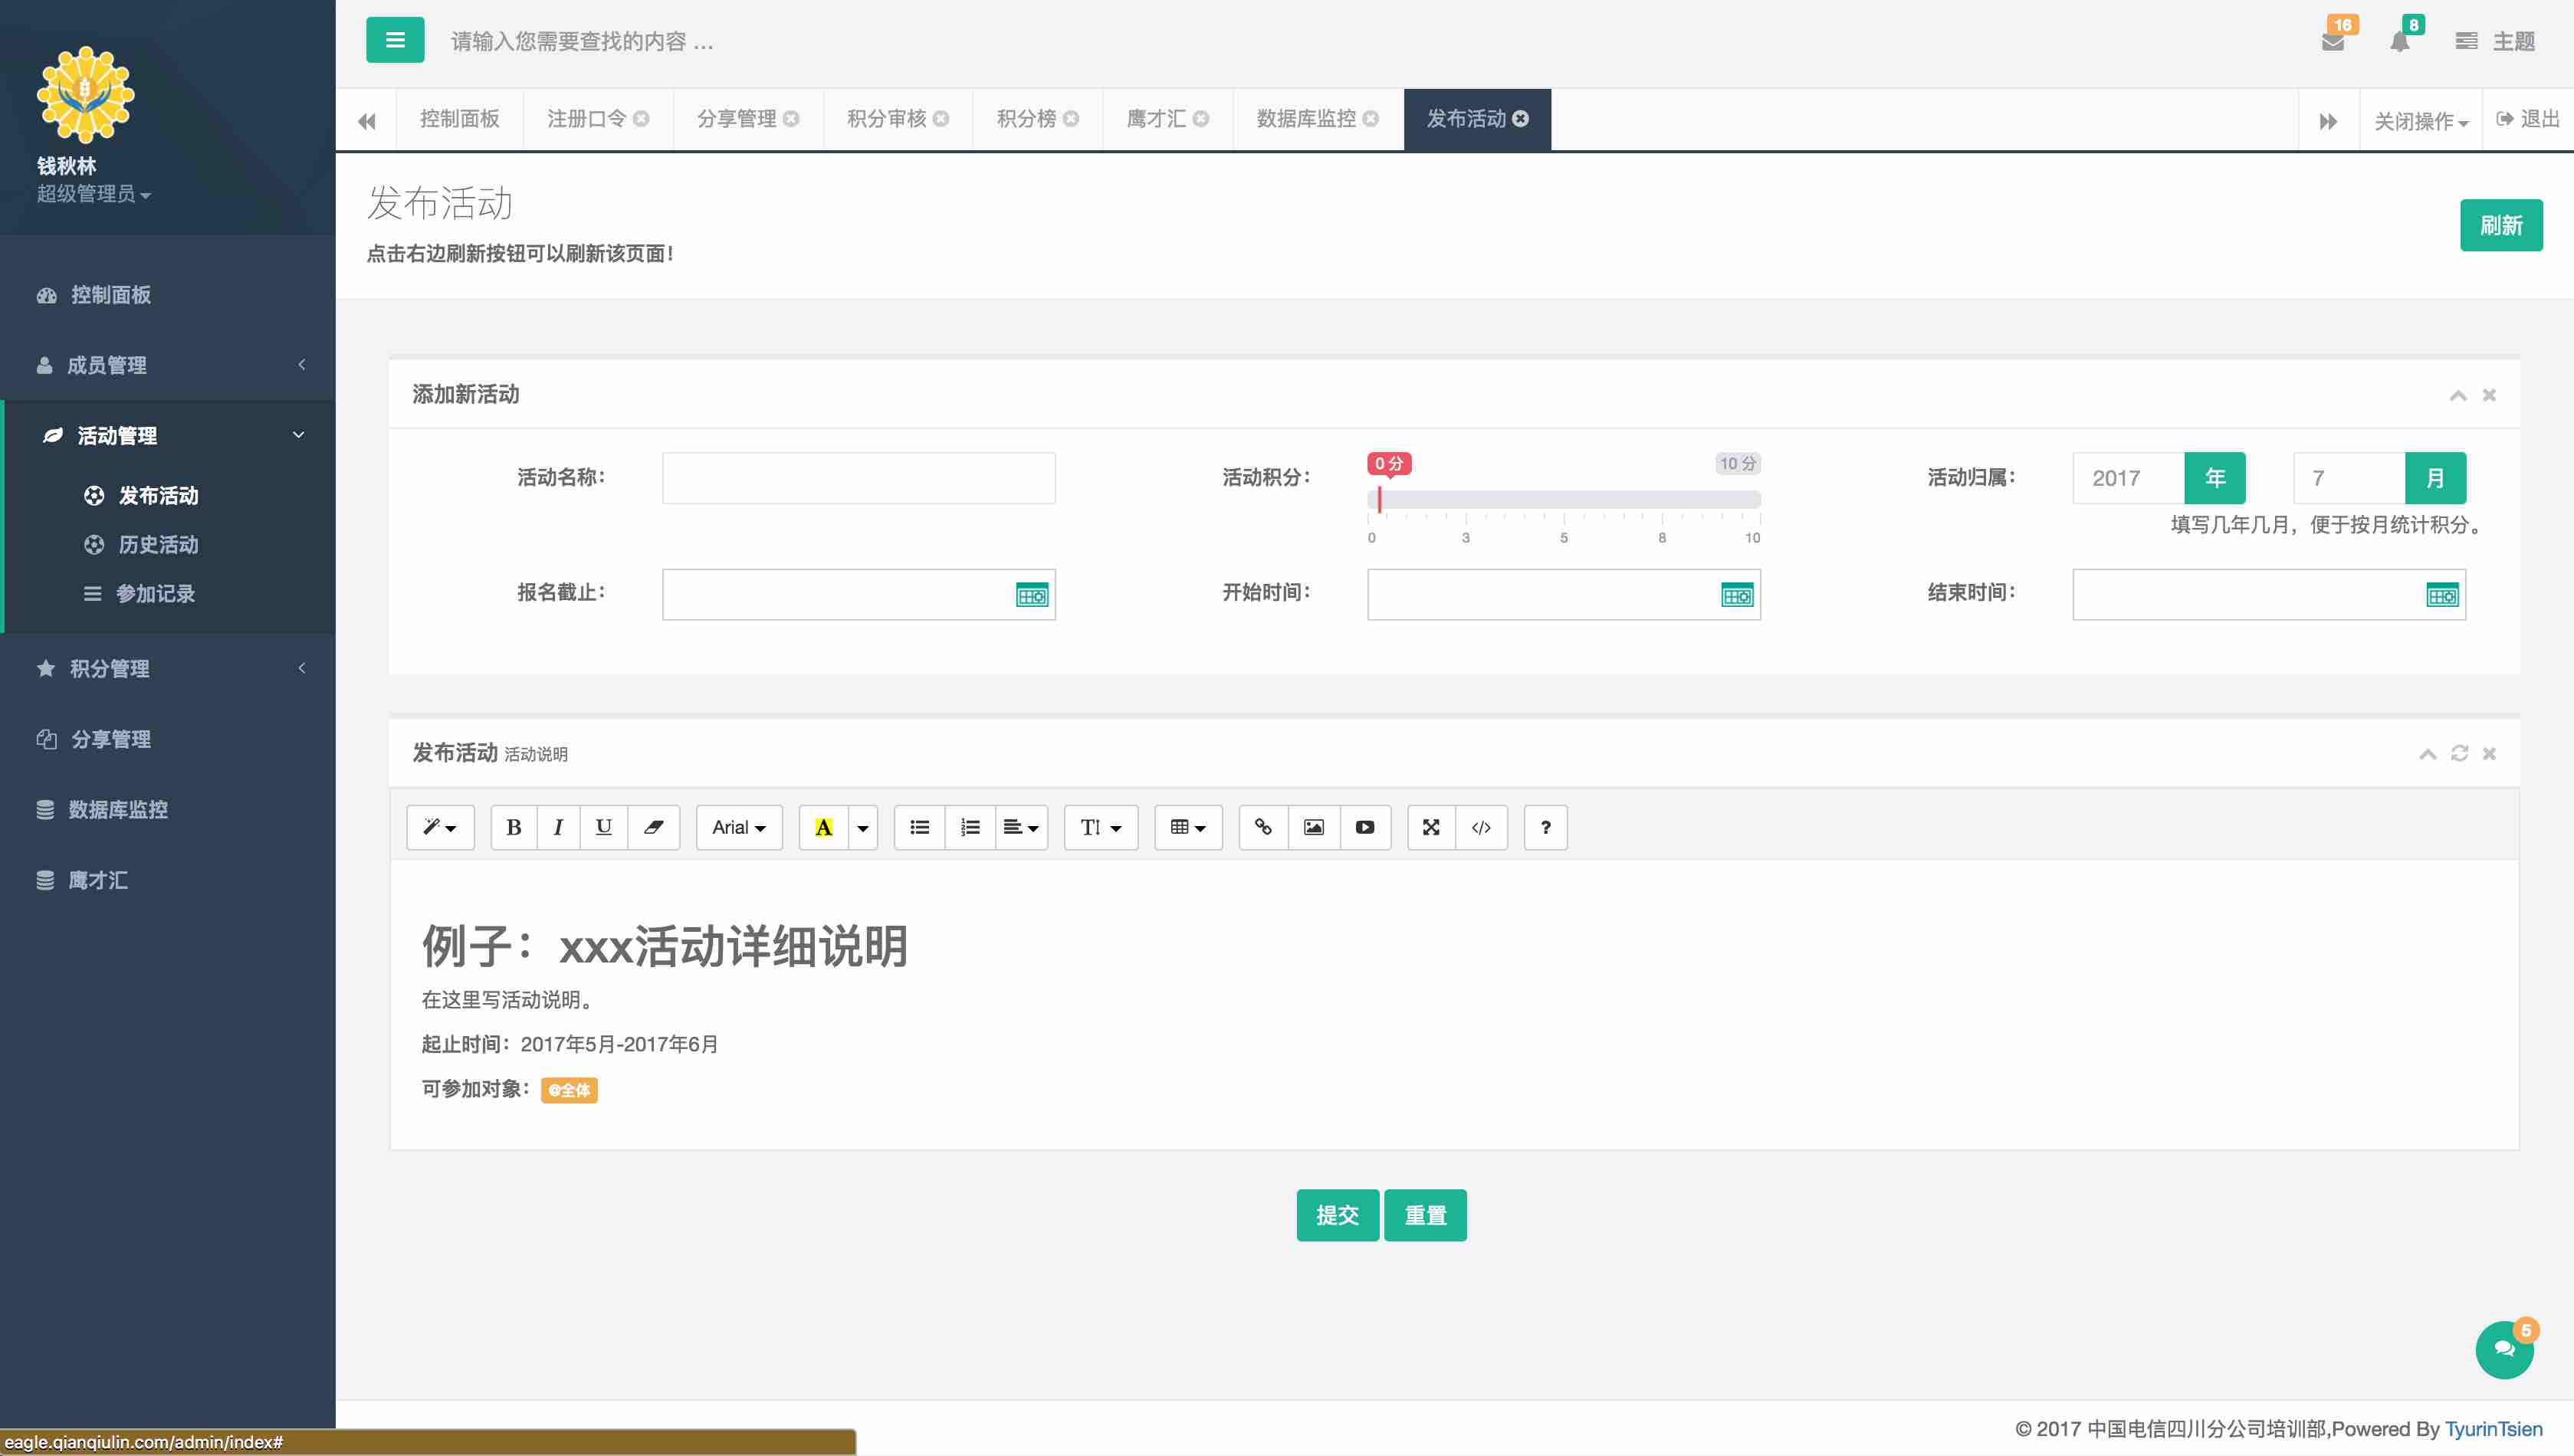 请输入您需要查找的内容 …
16
8
主题
钱秋林
超级管理员
控制面板
注册口令
分享管理
积分审核
积分榜
鹰才汇
数据库监控
发布活动
关闭操作
退出
发布活动
点击右边刷新按钮可以刷新该页面！
刷新
控制面板
成员管理
活动管理
发布活动
历史活动
参加记录
积分管理
分享管理
数据库监控
鹰才汇
添加新活动
活动名称：
活动积分：
0 分
10 分
0 3 5 8 10
活动归属：
2017 年
7 月
填写几年几月，便于按月统计积分。
报名截止：
开始时间：
结束时间：
发布活动 活动说明
B I U Arial A
?
例子：xxx活动详细说明
在这里写活动说明。
起止时间：2017年5月-2017年6月
可参加对象：@全体
提交 重置
5
© 2017 中国电信四川分公司培训部,Powered By TyurinTsien
eagle.qianqiulin.com/admin/index#